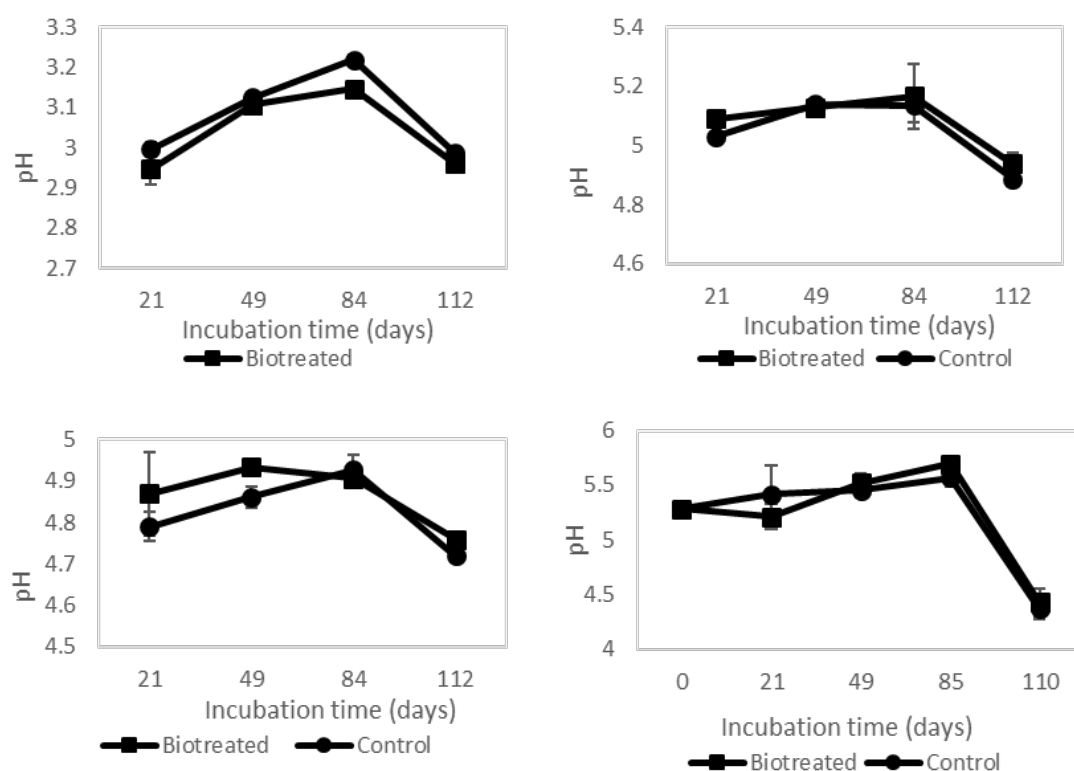 3.3
3.2
3.1
3
2.9
2.8
2.7
pH
21 49 84 112
Incubation time (days)
Biotreated
5.4
5.2
5
4.8
4.6
pH
21 49 84 112
Incubation time (days)
Biotreated Control
5
4.9
4.8
4.7
4.6
4.5
pH
21 49 84 112
Incubation time (days)
Biotreated Control
6
5.5
5
4.5
4
pH
0 21 49 85 110
Incubation time (days)
Biotreated Control